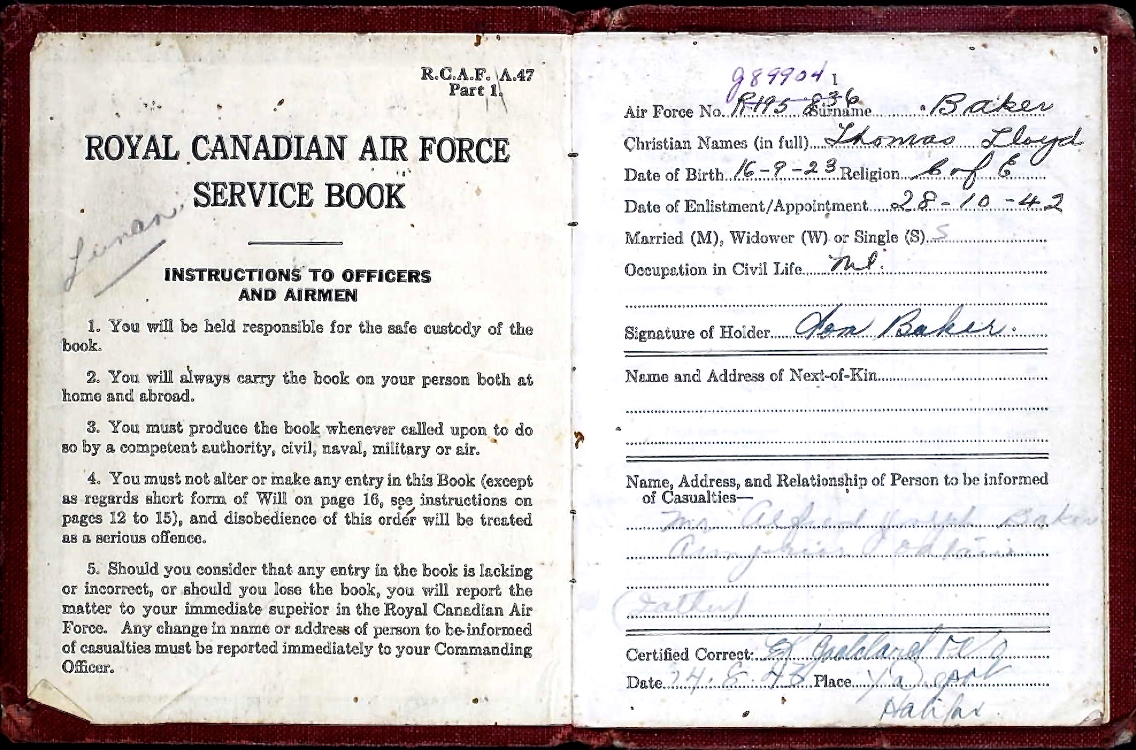 R.C.A.F. A.47
Part 1.
ROYAL CANADIAN AIR FORCE
SERVICE BOOK
INSTRUCTIONS TO OFFICERS
AND AIRMEN
1. You will be held responsible for the safe custody of the
book.
2. You will always carry the book on your person both at
home and abroad.
3. You must produce the book whenever called upon to do
so by a competent authority, civil, naval, military or air.
4. You must not alter or make any entry in this Book (except
as regards short form of Will on page 16, see instructions on
pages 12 to 15), and disobedience of this order will be treated
as a serious offence.
5. Should you consider that any entry in the book is lacking
or incorrect, or should you lose the book, you will report the
matter to your immediate superior in the Royal Canadian Air
Force. Any change in name or address of person to be informed
of casualties must be reported immediately to your Commanding
Officer.
J89904 1
Air Force No. R195836 Surname Baker
Christian Names (in full) Thomas Lloyd
Date of Birth 16-9-23 Religion C of E
Date of Enlistment/Appointment 28-10-42
Married (M), Widower (W) or Single (S) S
Occupation in Civil Life Nil.
Signature of Holder Baker.
Name and Address of Next-of-Kin
Name, Address, and Relationship of Person to be informed
of Casualties—
Mr. Alfred Joseph Baker
Ontario
(Father)
Certified Correct:
Date 14.8.43 Place Y Depot
Halifax